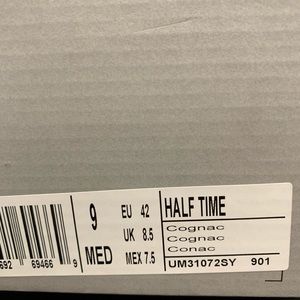 9 EU 42 HALF TIME
UK 8.5 Cognac
Cognac
MED MEX 7.5 Conac
UM31072SY 901
692 69466 9